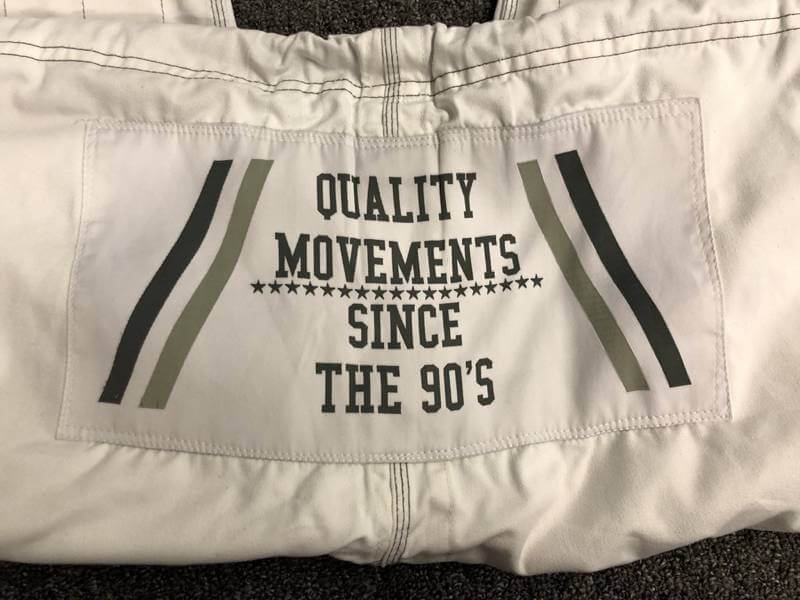 QUALITY
MOVEMENTS
SINCE
THE 90'S